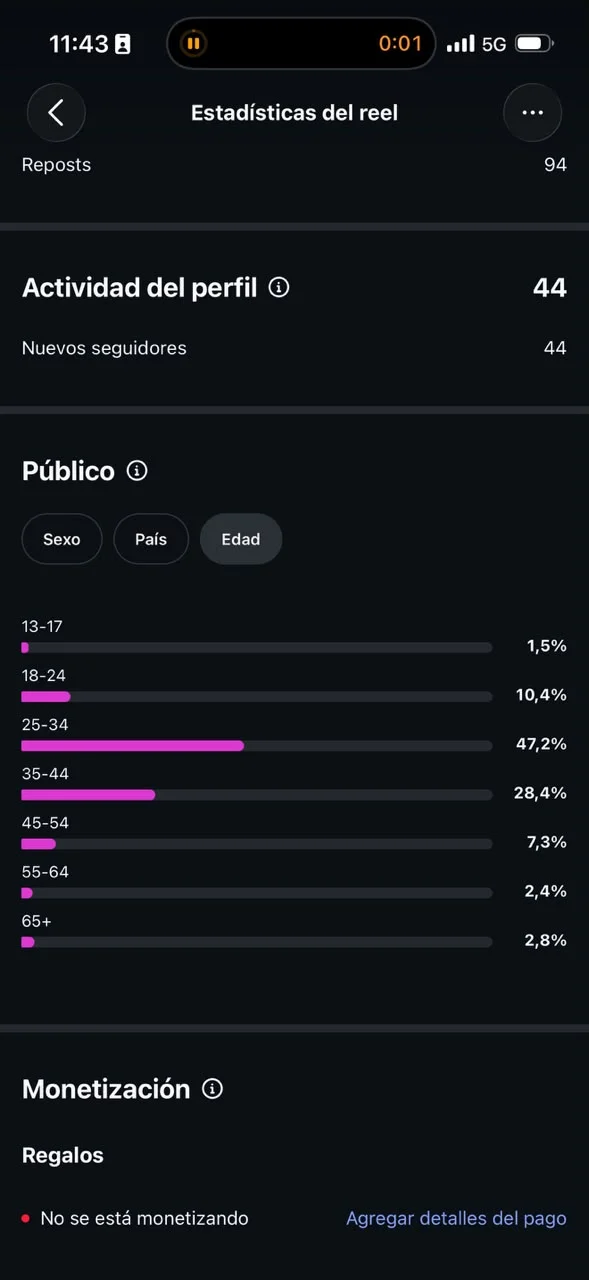 11:43
0:01
5G
Estadísticas del reel
Reposts 94
Actividad del perfil 44
Nuevos seguidores 44
Público
Sexo País Edad
13-17
1,5%
18-24
10,4%
25-34
47,2%
35-44
28,4%
45-54
7,3%
55-64
2,4%
65+
2,8%
Monetización
Regalos
No se está monetizando Agregar detalles del pago